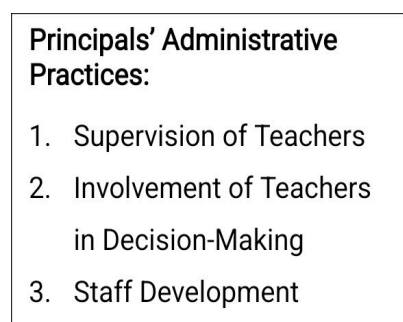 Principals’ Administrative
Practices:
1. Supervision of Teachers
2. Involvement of Teachers
in Decision-Making
3. Staff Development